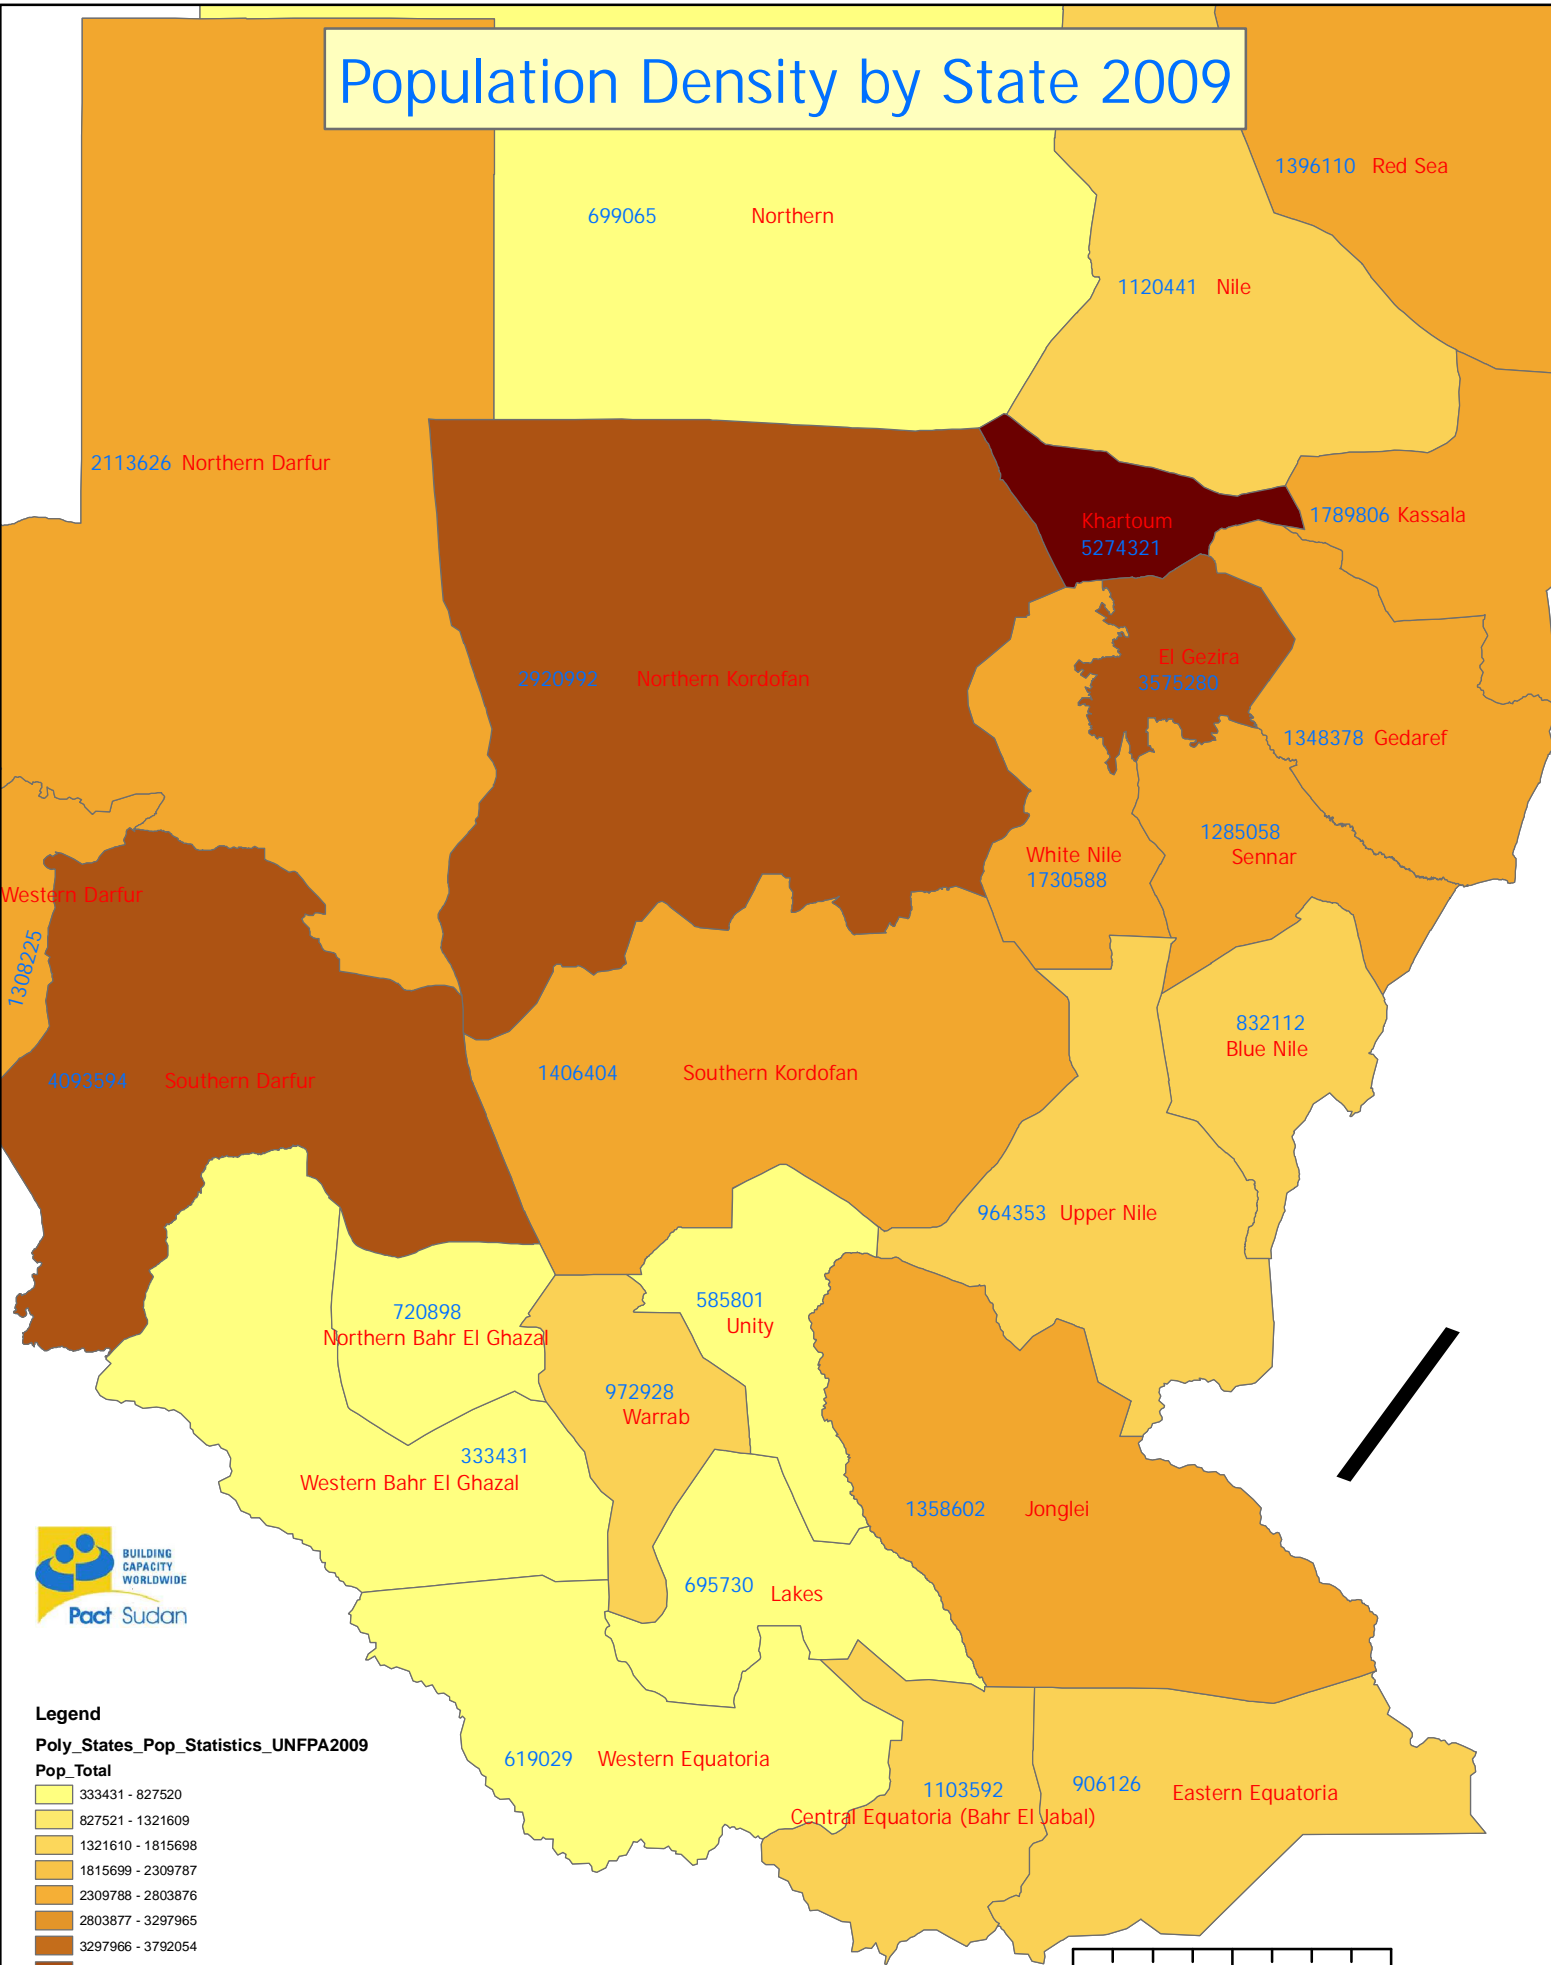 Population Density by State 2009
1396110 Red Sea
699065 Northern
1120441 Nile
2113626 Northern Darfur
Khartoum
5274321
1789806 Kassala
El Gezira
3575280
2920992 Northern Kordofan
1348378 Gedaref
1285058
Sennar
White Nile
1730588
Western Darfur
1308225
832112
Blue Nile
4093594 Southern Darfur
1406404 Southern Kordofan
964353 Upper Nile
720898
Northern Bahr El Ghazal
585801
Unity
972928
Warrab
333431
Western Bahr El Ghazal
1358602 Jonglei
695730 Lakes
BUILDING
CAPACITY
WORLDWIDE
Pact Sudan
619029 Western Equatoria
1103592
Central Equatoria (Bahr El Jabal)
906126 Eastern Equatoria
Legend
Poly_States_Pop_Statistics_UNFPA2009
Pop_Total
333431 - 827520
827521 - 1321609
1321610 - 1815698
1815699 - 2309787
2309788 - 2803876
2803877 - 3297965
3297966 - 3792054